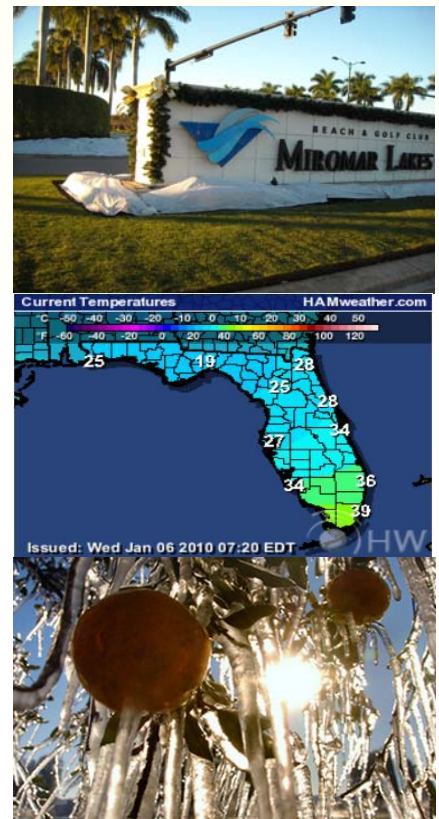 BEACH & GOLF CLUB
MIROMAR LAKES
Current Temperatures HAMweather.com
°C -50 -40 -30 -20 -10 0 10 20 30 40 50
°F -60 -40 -20 0 20 40 60 80 100 120
25 19 28
25
28
34
27
34 36
39
Issued: Wed Jan 06 2010 07:20 EDT HW